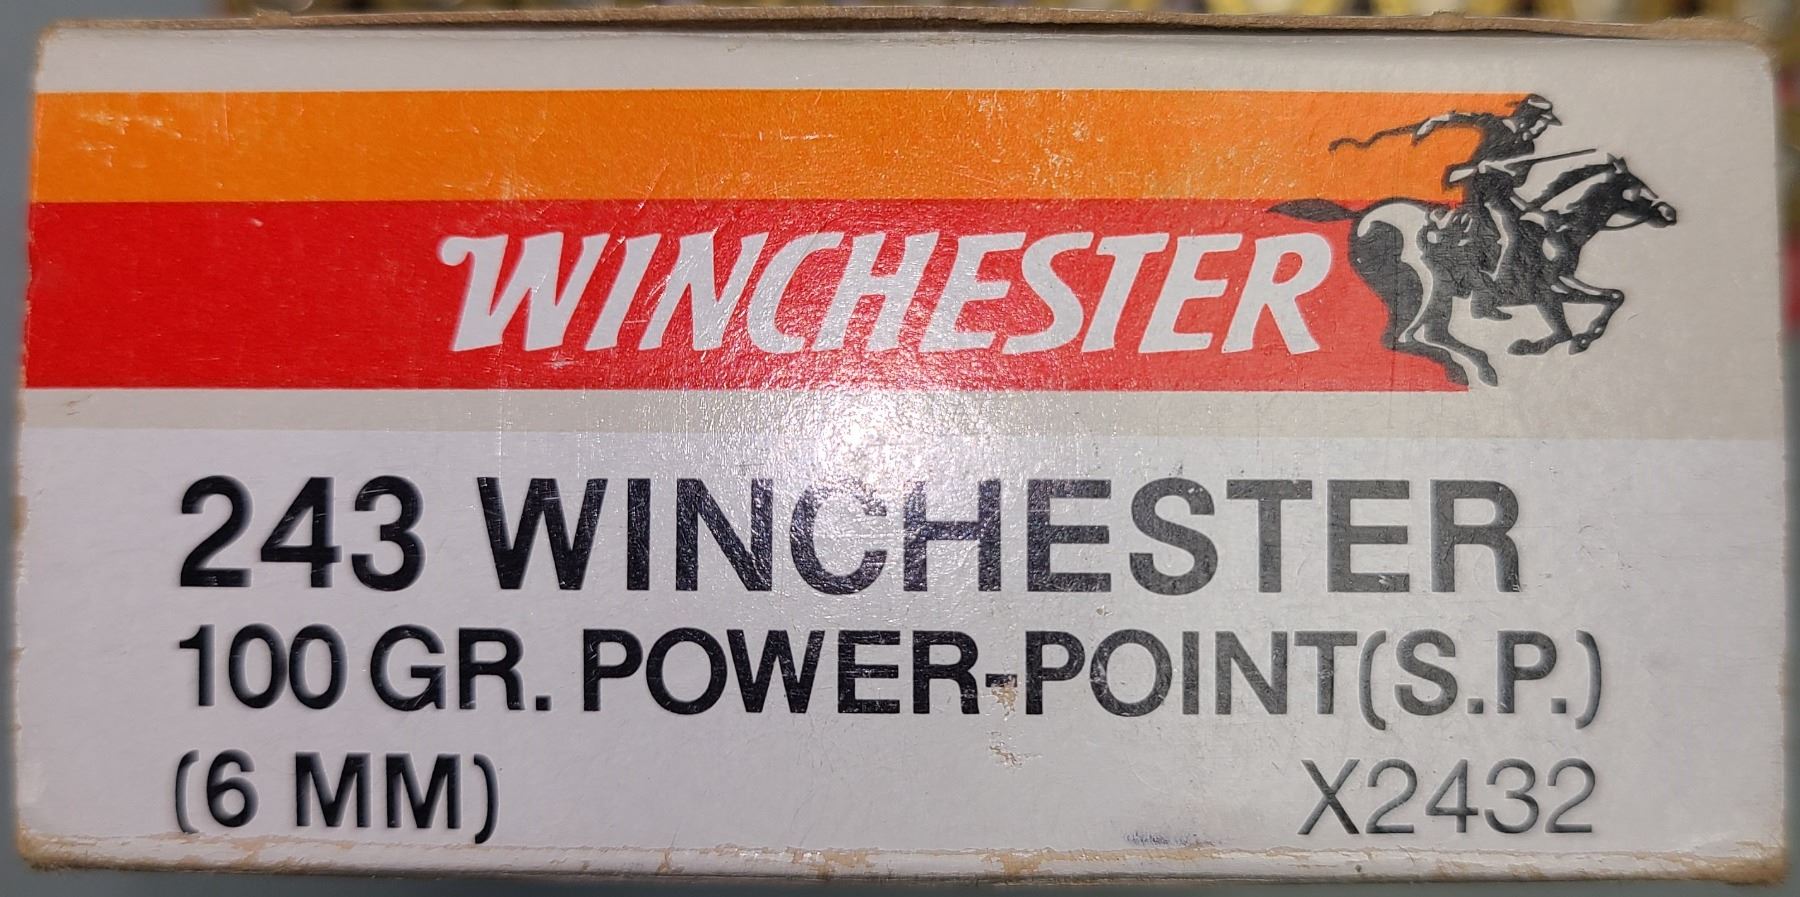 WINCHESTER
243 WINCHESTER
100 GR. POWER-POINT(S.P.)
(6 MM) X2432